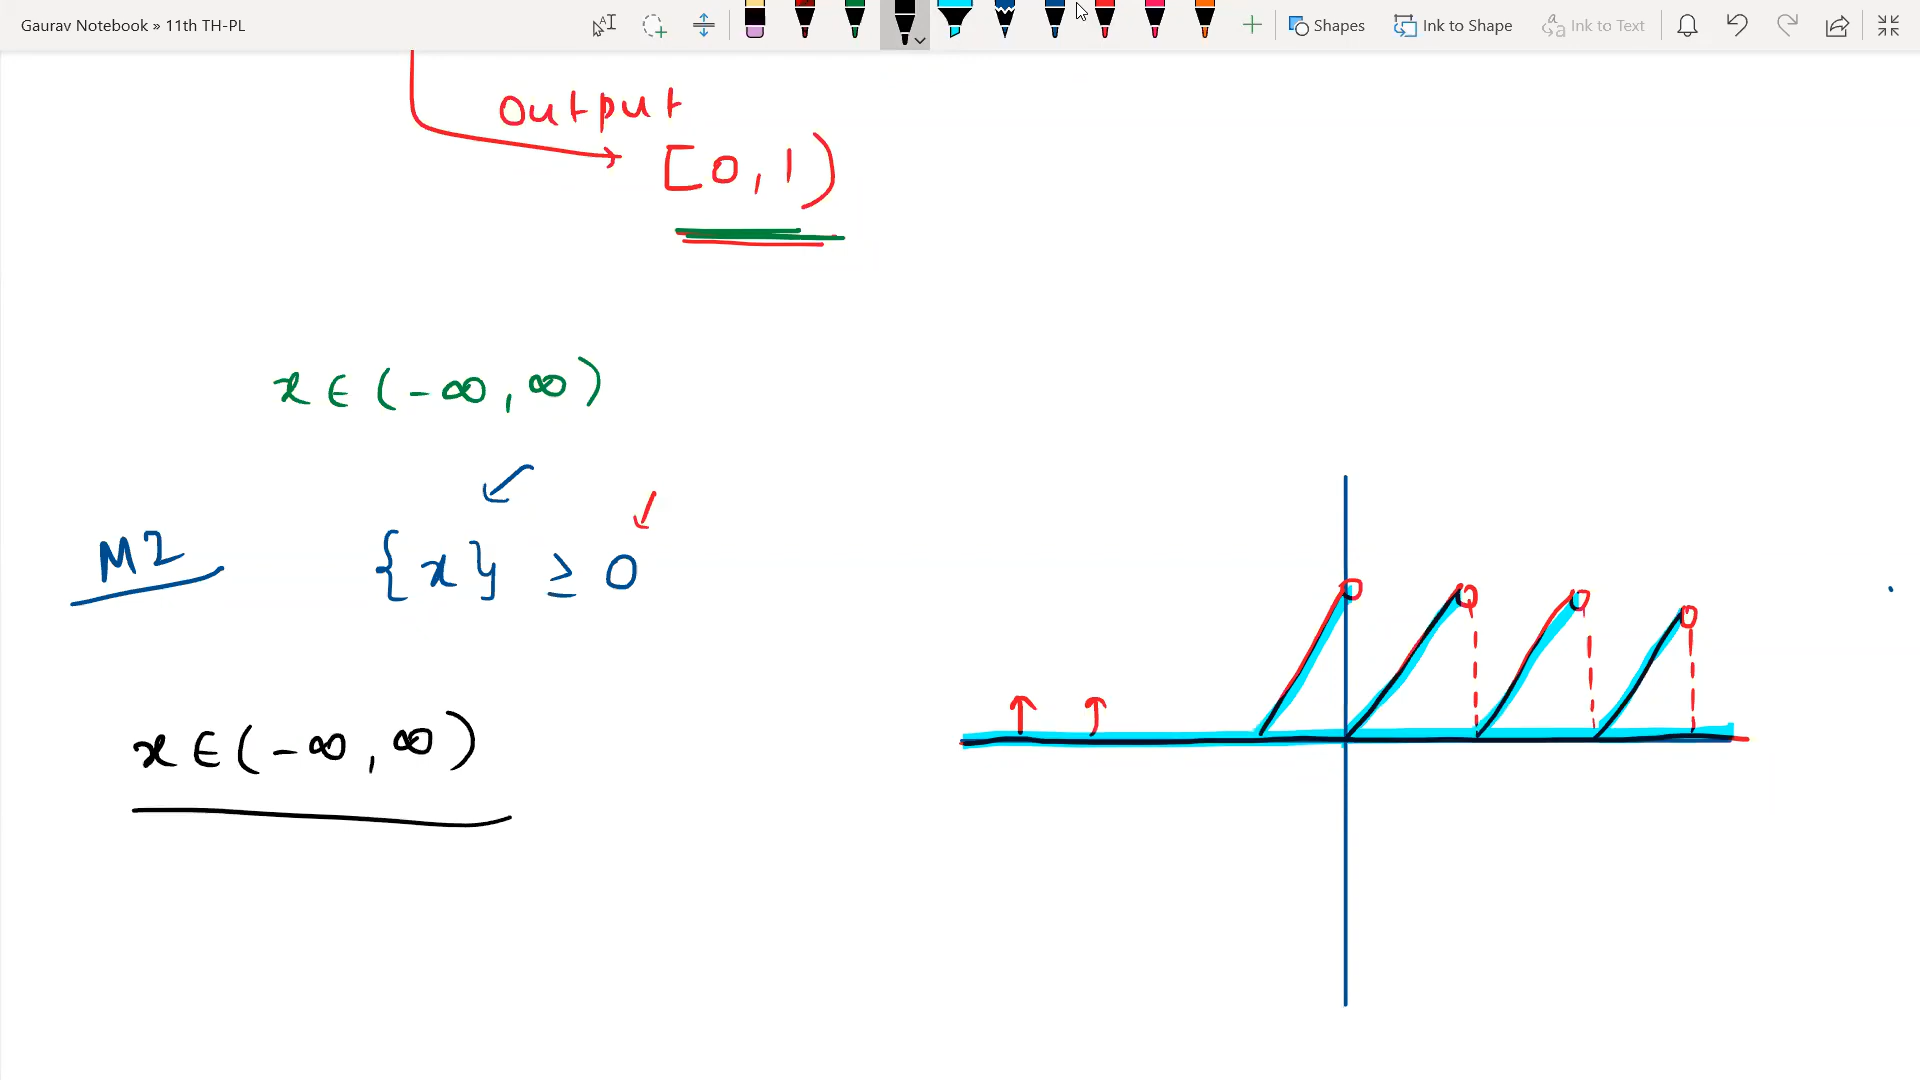 Gaurav Notebook » 11th TH-PL
Shapes
Ink to Shape
Ink to Text
Output
[0, 1)
x ∈ (-∞, ∞)
M2
{x} ≥ 0
x ∈ (-∞, ∞)